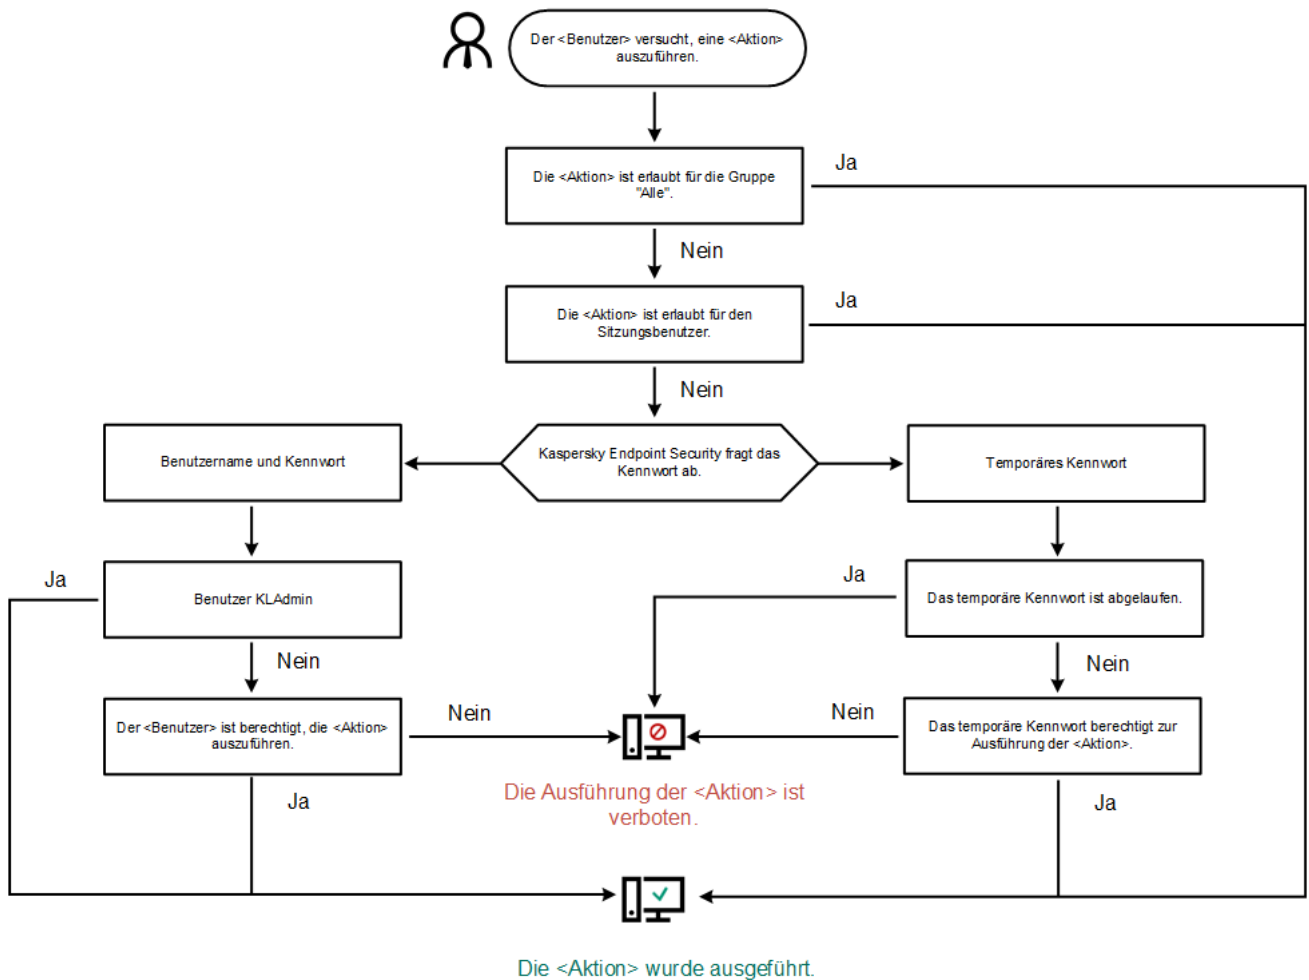 Der <Benutzer> versucht, eine <Aktion>
auszuführen.
Die <Aktion> ist erlaubt für die Gruppe
"Alle".
Ja
Nein
Die <Aktion> ist erlaubt für den
Sitzungsbenutzer.
Ja
Nein
Benutzername und Kennwort
Kaspersky Endpoint Security fragt das
Kennwort ab.
Temporäres Kennwort
Ja
Benutzer KLAdmin
Ja
Das temporäre Kennwort ist abgelaufen.
Nein
Nein
Der <Benutzer> ist berechtigt, die <Aktion>
auszuführen.
Nein
Nein
Das temporäre Kennwort berechtigt zur
Ausführung der <Aktion>.
Die Ausführung der <Aktion> ist
verboten.
Ja
Ja
Die <Aktion> wurde ausgeführt.